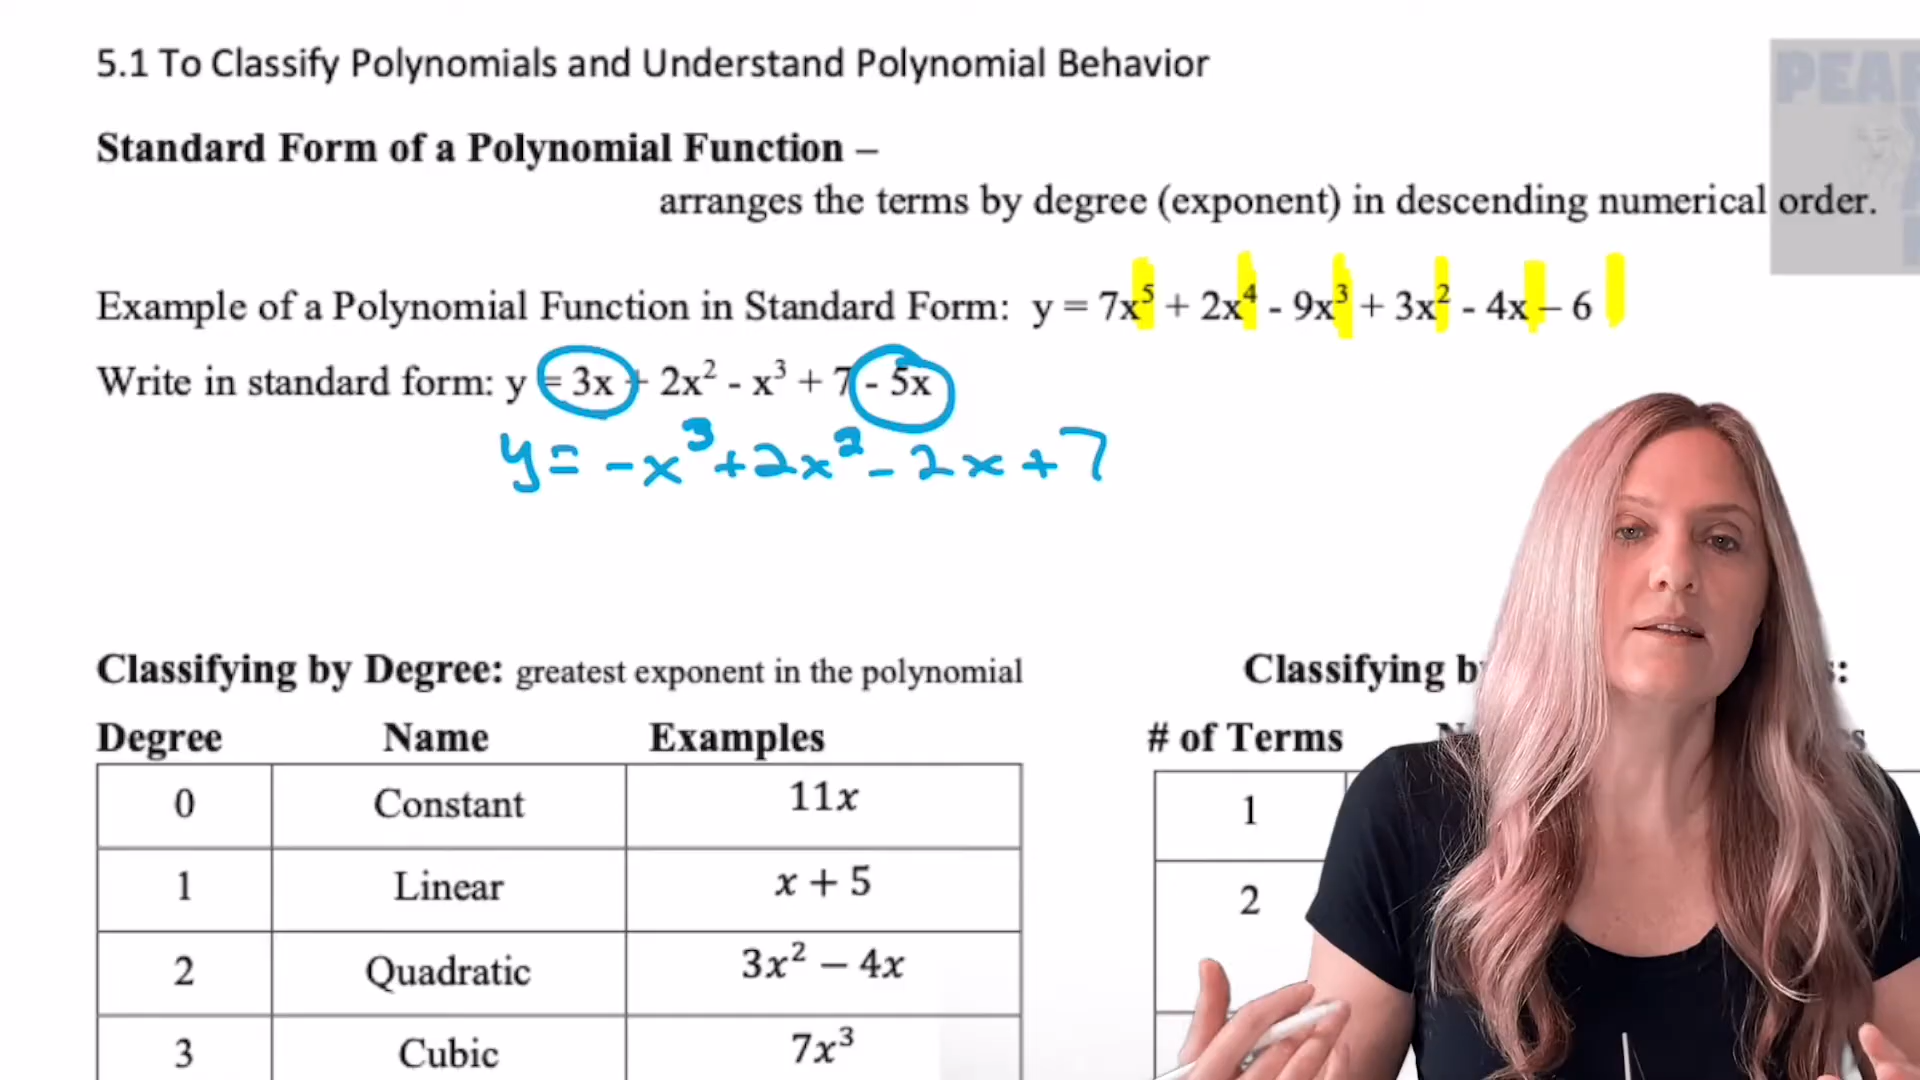 5.1 To Classify Polynomials and Understand Polynomial Behavior
Standard Form of a Polynomial Function –
arranges the terms by degree (exponent) in descending numerical order.
Example of a Polynomial Function in Standard Form: y = 7x⁵ + 2x⁴ - 9x³ + 3x² - 4x – 6
Write in standard form: y = 3x + 2x² - x³ + 7 - 5x
y = -x³ + 2x² - 2x + 7
Classifying by Degree: greatest exponent in the polynomial
Degree Name Examples
0 Constant 11x
1 Linear x + 5
2 Quadratic 3x² – 4x
3 Cubic 7x³
Classifying
# of Terms
1
2